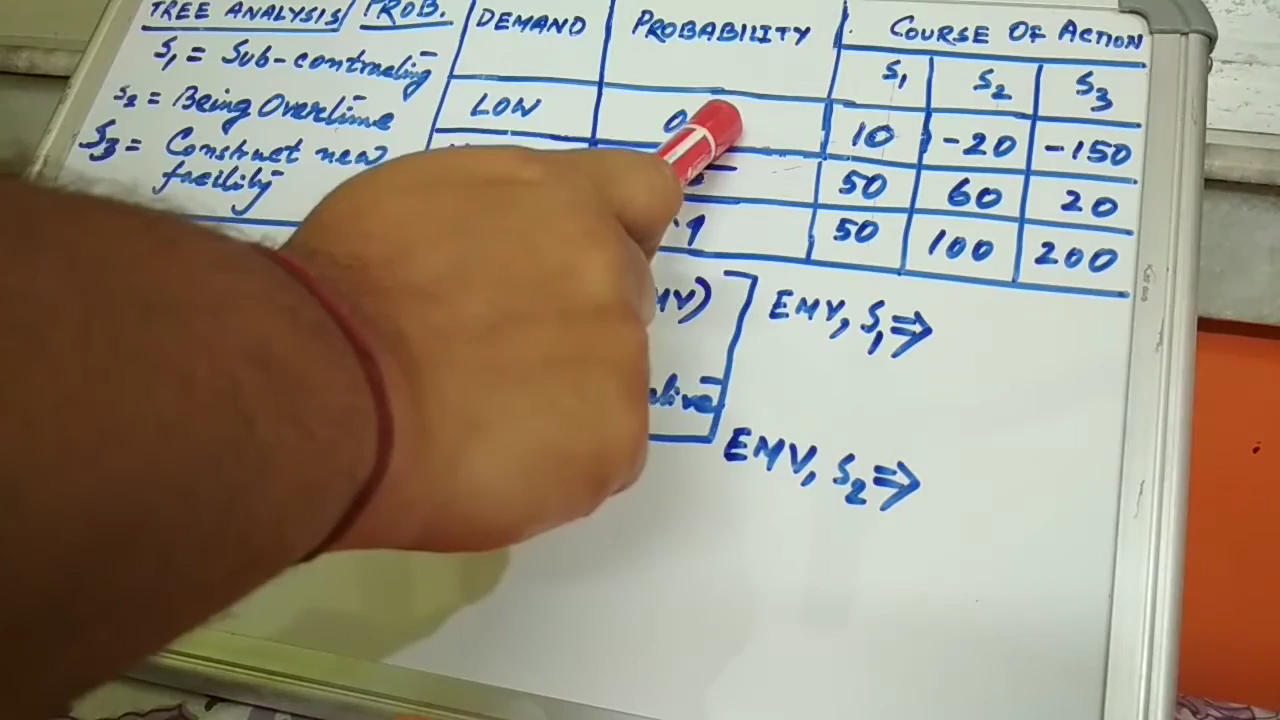 TREE ANALYSIS/ PROB.
S1 = Sub-contracting
S2 = Being Overtime
S3 = Construct new
facility
DEMAND PROBABILITY COURSE OF ACTION
S1 S2 S3
LOW 10 -20 -150
50 60 20
50 100 200
EMV, S1 ⇒
EMV, S2 ⇒